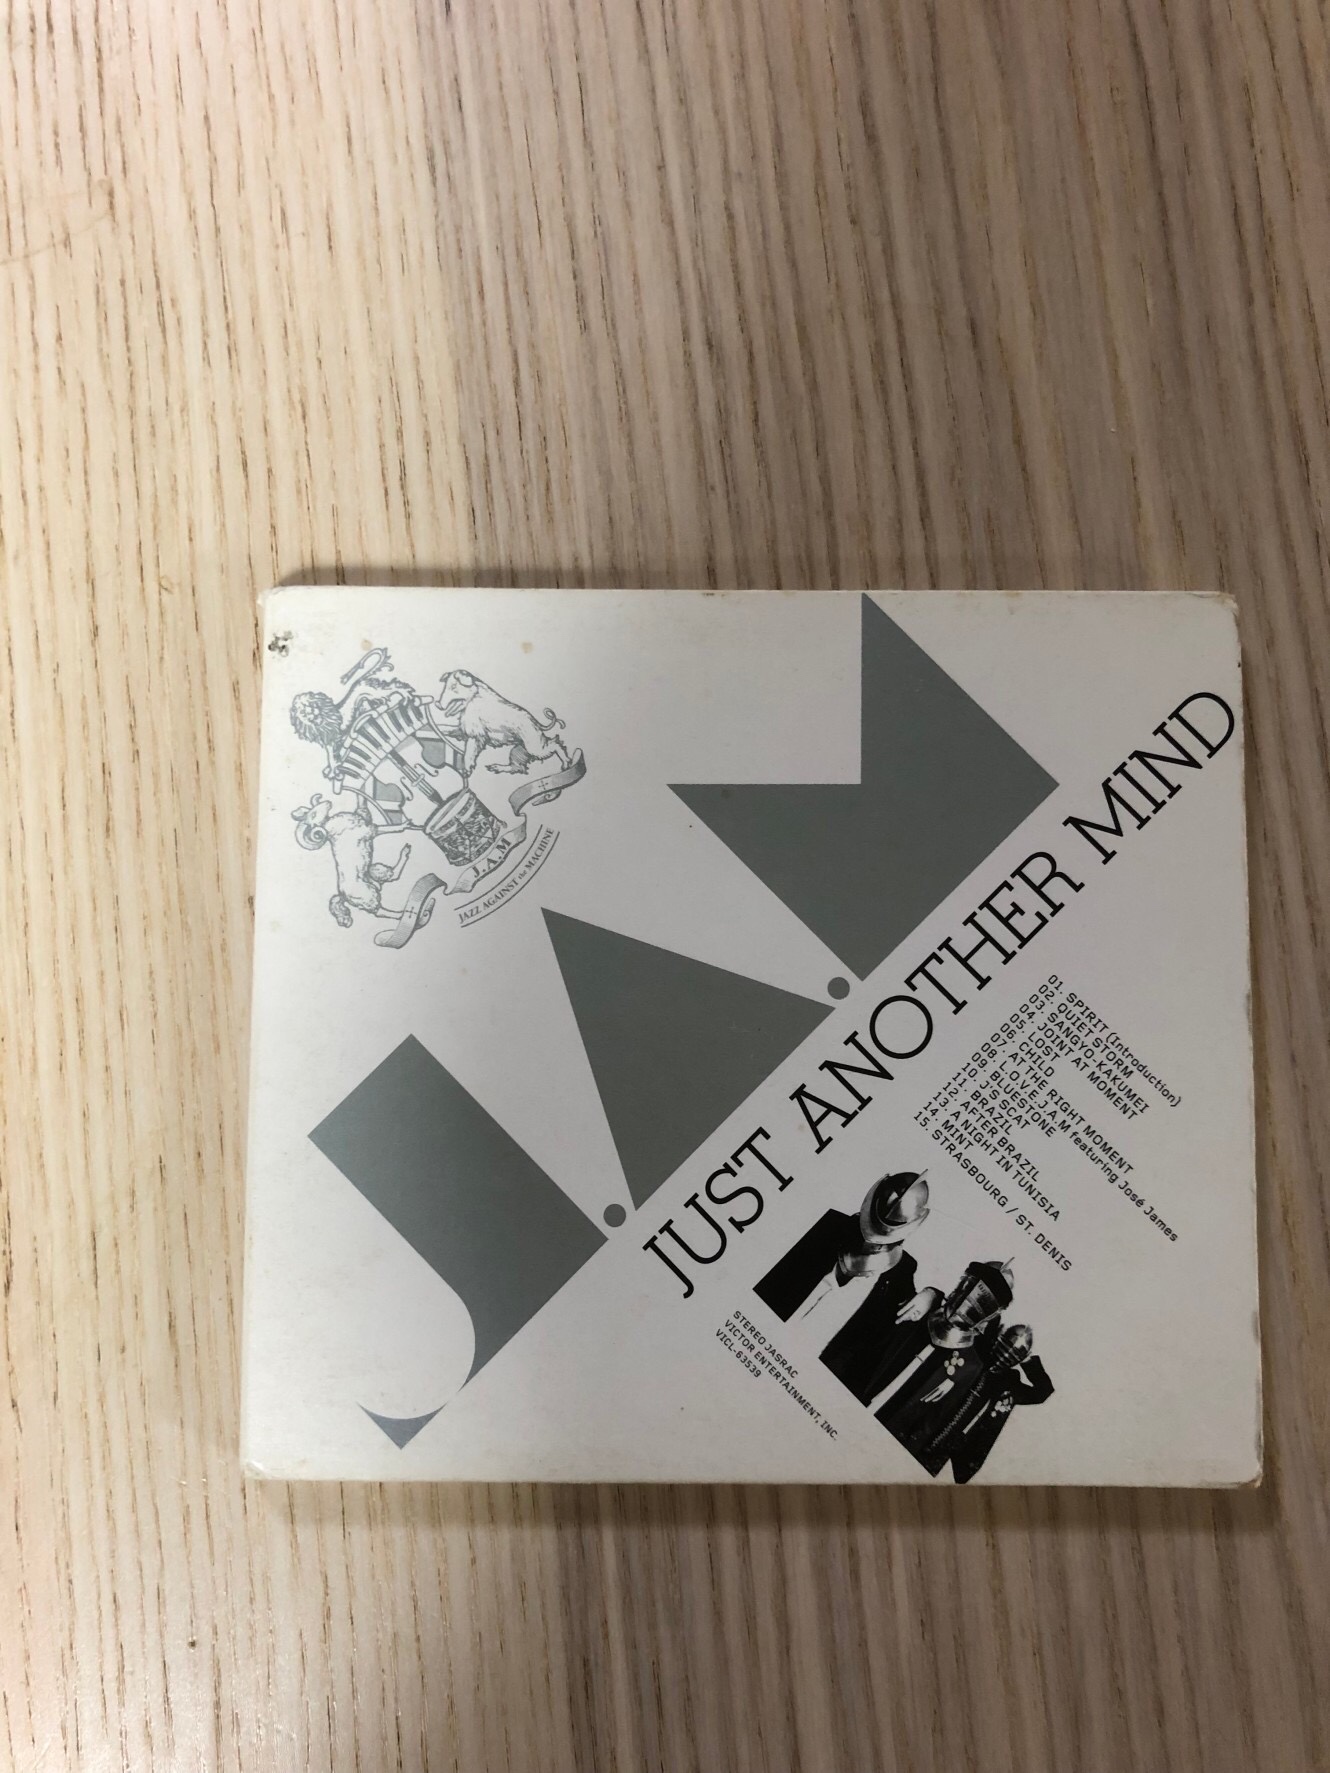 J.A.M
JAZZ AGAINST the MACHINE
J.A.M
JUST ANOTHER MIND
01. SPIRIT (Introduction)
02. QUIET STORM
03. SANGYO-KAKUMEI
04. JOINT AT MOMENT
05. LOST
06. CHILD
07. AT THE RIGHT MOMENT
08. L.O.V.E.J.A.M featuring José James
09. BLUESTONE
10. J'S SCAT
11. BRAZIL
12. AFTER BRAZIL
13. A NIGHT IN TUNISIA
14. MINT
15. STRASBOURG / ST. DENIS
STEREO JASRAC
VICTOR ENTERTAINMENT, INC.
VICL-63539